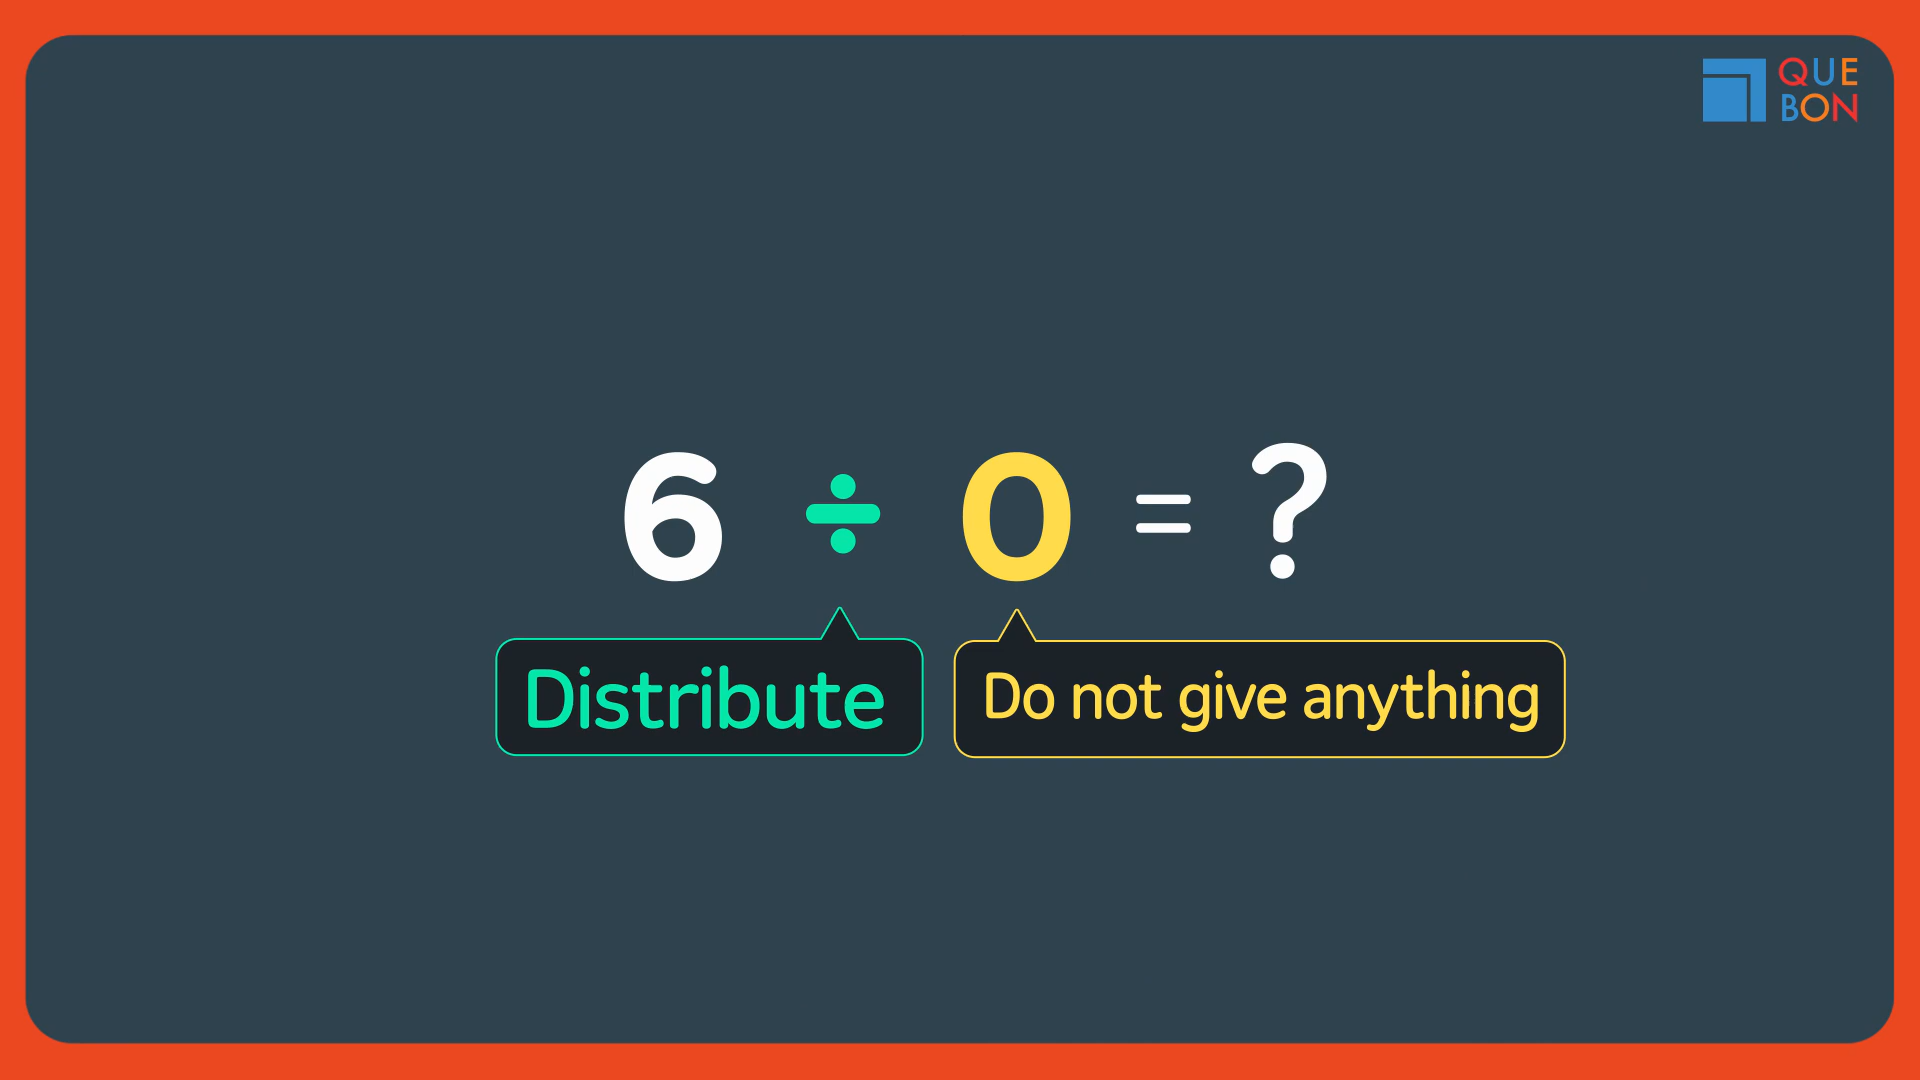 QUE
BON
6 ÷ 0 = ?
Distribute
Do not give anything